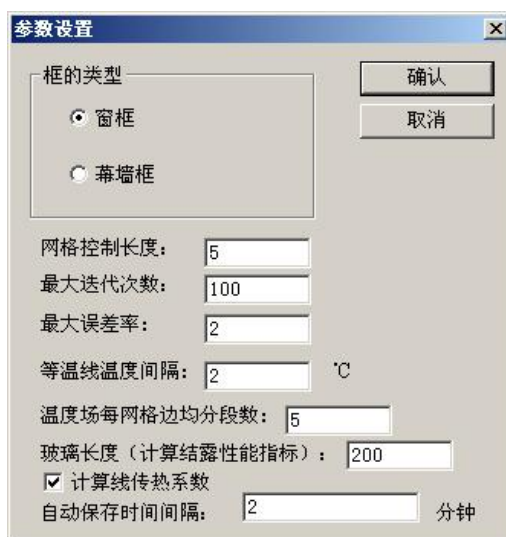 参数设置
框的类型
确认
窗框
取消
幕墙框
网格控制长度： 5
最大迭代次数： 100
最大误差率： 2
等温线温度间隔： 2 ℃
温度场每网格边均分段数： 5
玻璃长度（计算结露性能指标）： 200
计算线传热系数
自动保存时间间隔： 2 分钟